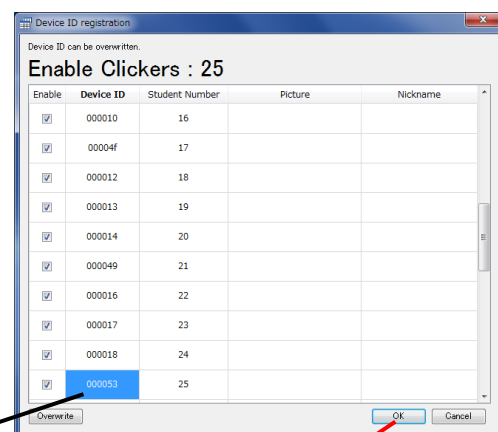 Device ID registration
Device ID can be overwritten.
Enable Clickers : 25
Enable Device ID Student Number Picture Nickname
000010 16
00004f 17
000012 18
000013 19
000014 20
000049 21
000016 22
000017 23
000018 24
000053 25
Overwrite OK Cancel